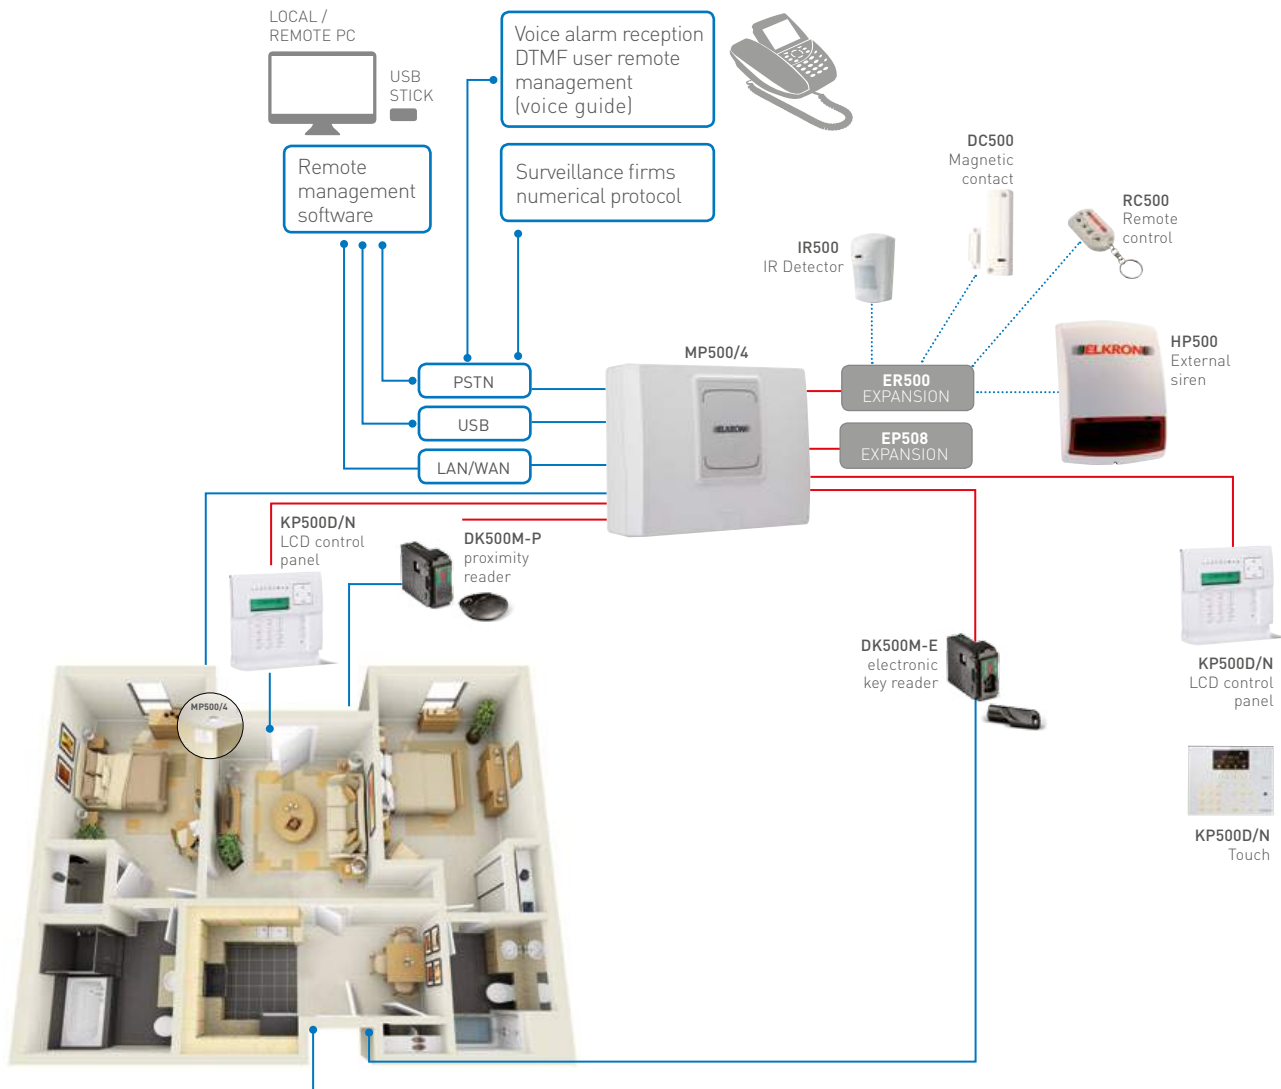 LOCAL /
REMOTE PC
USB
STICK
Voice alarm reception
DTMF user remote
management
(voice guide)
Remote
management
software
Surveillance firms
numerical protocol
DC500
Magnetic
contact
RC500
Remote
control
IR500
IR Detector
HP500
External
siren
ELKRON
MP500/4
ELKRON
PSTN
USB
LAN/WAN
ER500
EXPANSION
EP508
EXPANSION
KP500D/N
LCD control
panel
DK500M-P
proximity
reader
DK500M-E
electronic
key reader
KP500D/N
LCD control
panel
MP500/4
KP500D/N
Touch